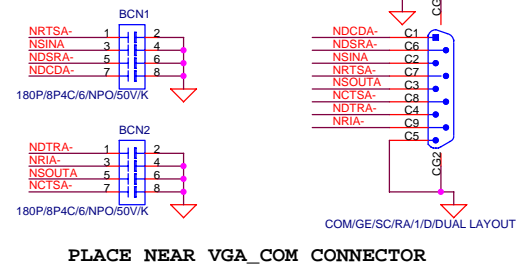 BCN1
NRTSA- 1 2
NSINA 3 4
NDSRA- 5 6
NDCDA- 7 8
180P/8P4C/6/NPO/50V/K
BCN2
NDTRA- 1 2
NRIA- 3 4
NSOUTA 5 6
NCTSA- 7 8
180P/8P4C/6/NPO/50V/K
CG
NDCDA- C1
NDSRA- C6
NSINA C2
NRTSA- C7
NSOUTA C3
NCTSA- C8
NDTRA- C4
NRIA- C9
C5
CG2
COM/GE/SC/RA/1/D/DUAL LAYOUT
PLACE NEAR VGA_COM CONNECTOR